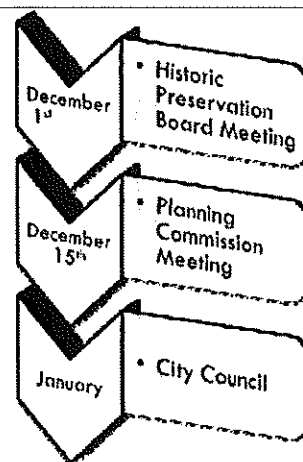 December
1st
• Historic
Preservation
Board Meeting
December
15th
• Planning
Commission
Meeting
January
• City Council